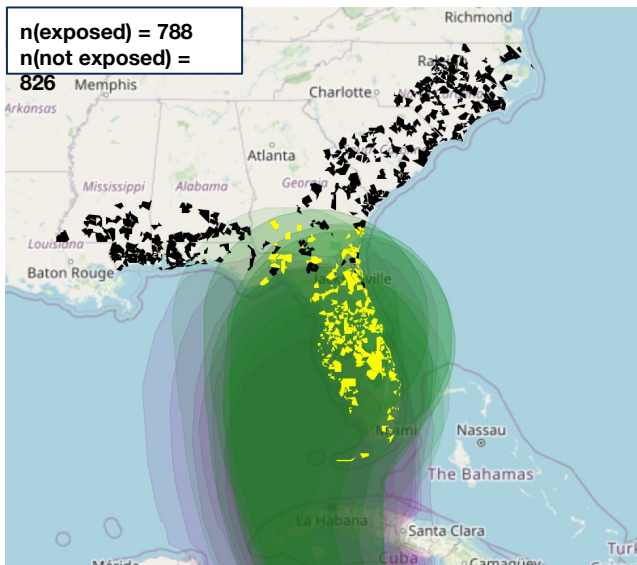 n(exposed) = 788
n(not exposed) =
826
Richmond
Memphis
Charlotte
Arkansas
Atlanta
Mississippi
Alabama
Georgia
Louisiana
Baton Rouge
Nassau
The Bahamas
La Habana
Santa Clara
Cuba